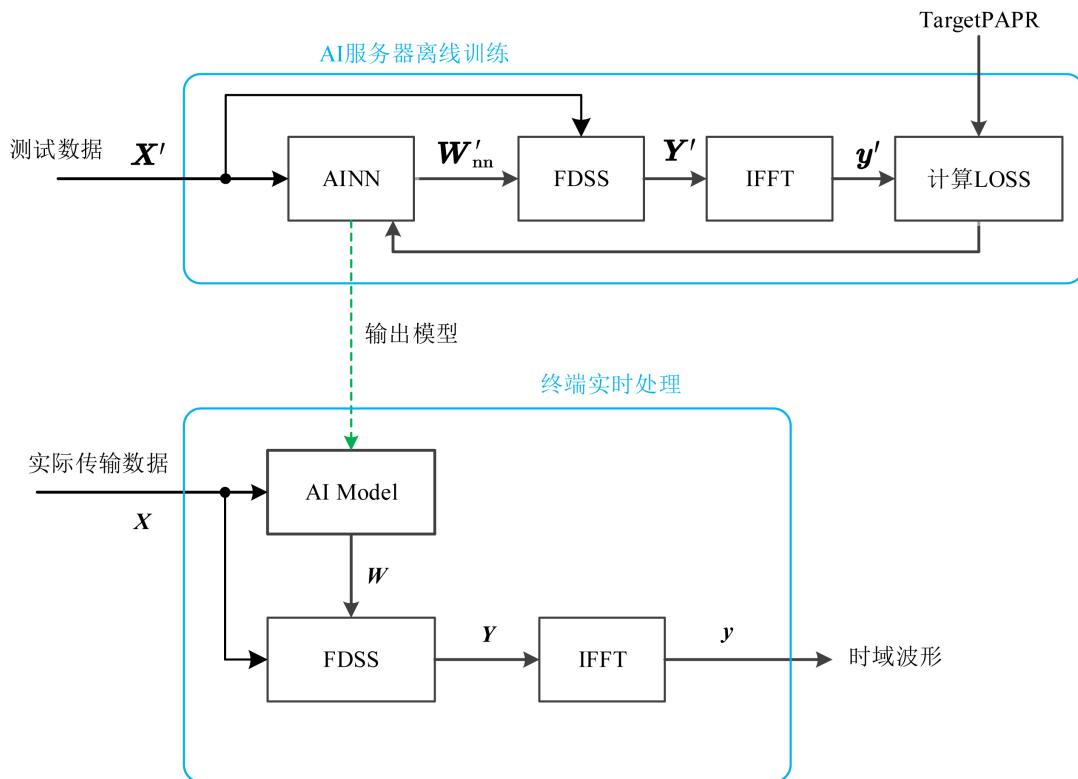 TargetPAPR
AI服务器离线训练
测试数据
X′
AINN
W′nn
FDSS
Y′
IFFT
y′
计算LOSS
输出模型
终端实时处理
实际传输数据
X
AI Model
W
FDSS
Y
IFFT
y
时域波形